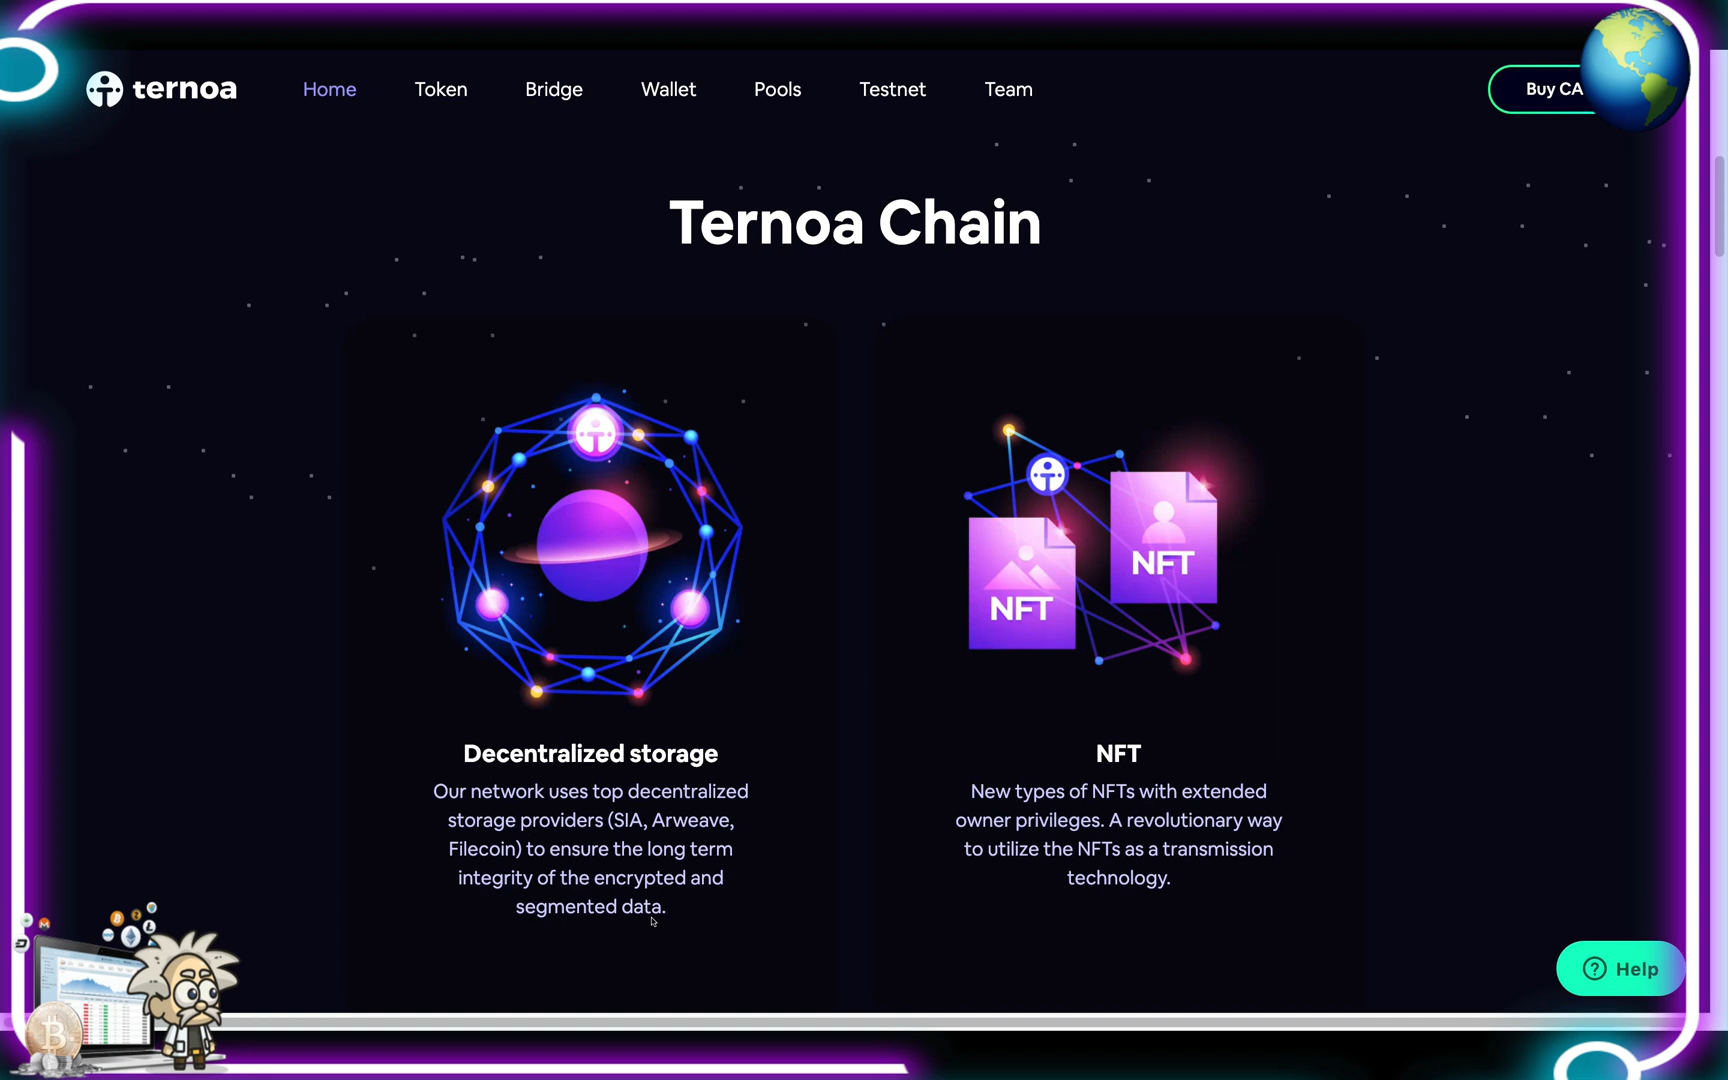 ternoa
Home
Token
Bridge
Wallet
Pools
Testnet
Team
Buy CA
Ternoa Chain
NFT
NFT
Decentralized storage
Our network uses top decentralized
storage providers (SIA, Arweave,
Filecoin) to ensure the long term
integrity of the encrypted and
segmented data.
NFT
New types of NFTs with extended
owner privileges. A revolutionary way
to utilize the NFTs as a transmission
technology.
? Help